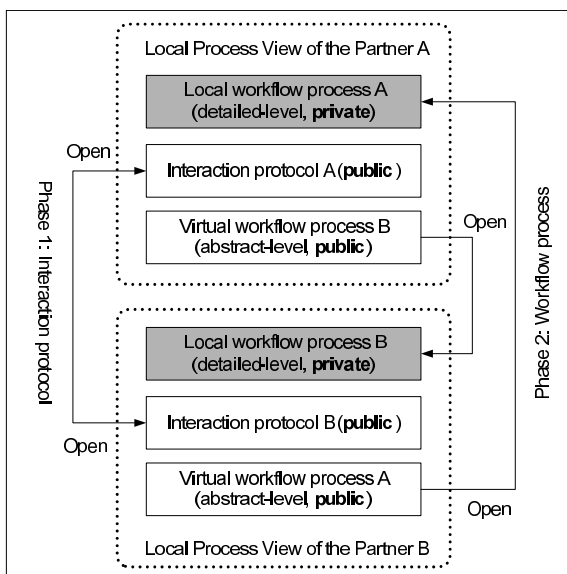 Local Process View of the Partner A
Local workflow process A
(detailed-level, private)
Open
Interaction protocol A(public )
Virtual workflow process B
(abstract-level, public)
Open
Phase 1: Interaction
protocol
Phase 2: Workflow process
Local workflow process B
(detailed-level, private)
Interaction protocol B(public )
Open
Virtual workflow process A
(abstract-level, public)
Open
Local Process View of the Partner B